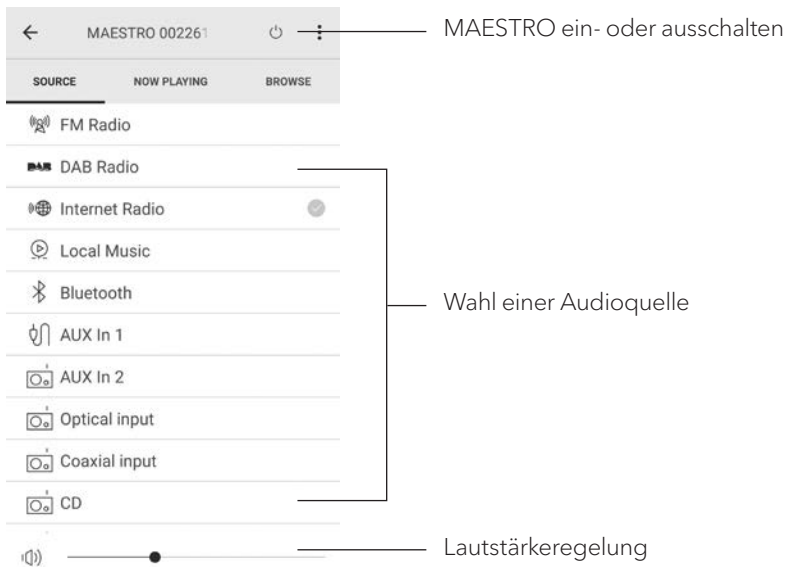 MAESTRO 002261
MAESTRO ein- oder ausschalten
SOURCE NOW PLAYING BROWSE
FM Radio
DAB DAB Radio
Internet Radio
Local Music
Bluetooth
Wahl einer Audioquelle
AUX In 1
AUX In 2
Optical input
Coaxial input
CD
Lautstärkeregelung